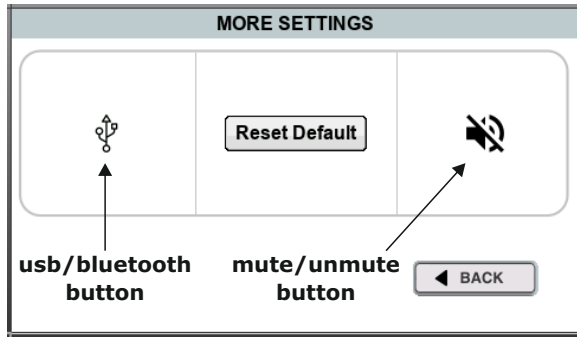 MORE SETTINGS
Reset Default
usb/bluetooth
button
mute/unmute
button
BACK